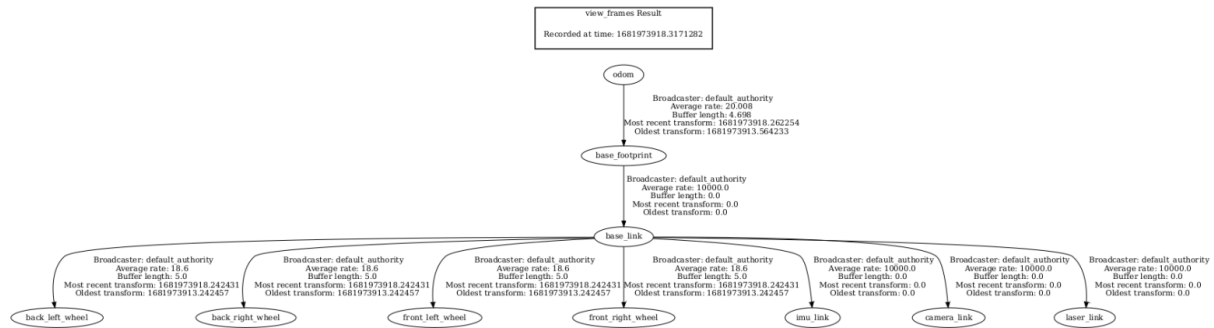 view_frames Result
Recorded at time: 1681973918.3171282
odom
Broadcaster: default_authority
Average rate: 20.008
Buffer length: 4.698
Most recent transform: 1681973918.262254
Oldest transform: 1681973913.564233
base_footprint
Broadcaster: default_authority
Average rate: 10000.0
Buffer length: 0.0
Most recent transform: 0.0
Oldest transform: 0.0
base_link
Broadcaster: default_authority
Average rate: 18.6
Buffer length: 5.0
Most recent transform: 1681973918.242431
Oldest transform: 1681973913.242457
back_left_wheel
Broadcaster: default_authority
Average rate: 18.6
Buffer length: 5.0
Most recent transform: 1681973918.242431
Oldest transform: 1681973913.242457
back_right_wheel
Broadcaster: default_authority
Average rate: 18.6
Buffer length: 5.0
Most recent transform: 1681973918.242431
Oldest transform: 1681973913.242457
front_left_wheel
Broadcaster: default_authority
Average rate: 18.6
Buffer length: 5.0
Most recent transform: 1681973918.242431
Oldest transform: 1681973913.242457
front_right_wheel
Broadcaster: default_authority
Average rate: 10000.0
Buffer length: 0.0
Most recent transform: 0.0
Oldest transform: 0.0
imu_link
Broadcaster: default_authority
Average rate: 10000.0
Buffer length: 0.0
Most recent transform: 0.0
Oldest transform: 0.0
camera_link
Broadcaster: default_authority
Average rate: 10000.0
Buffer length: 0.0
Most recent transform: 0.0
Oldest transform: 0.0
laser_link